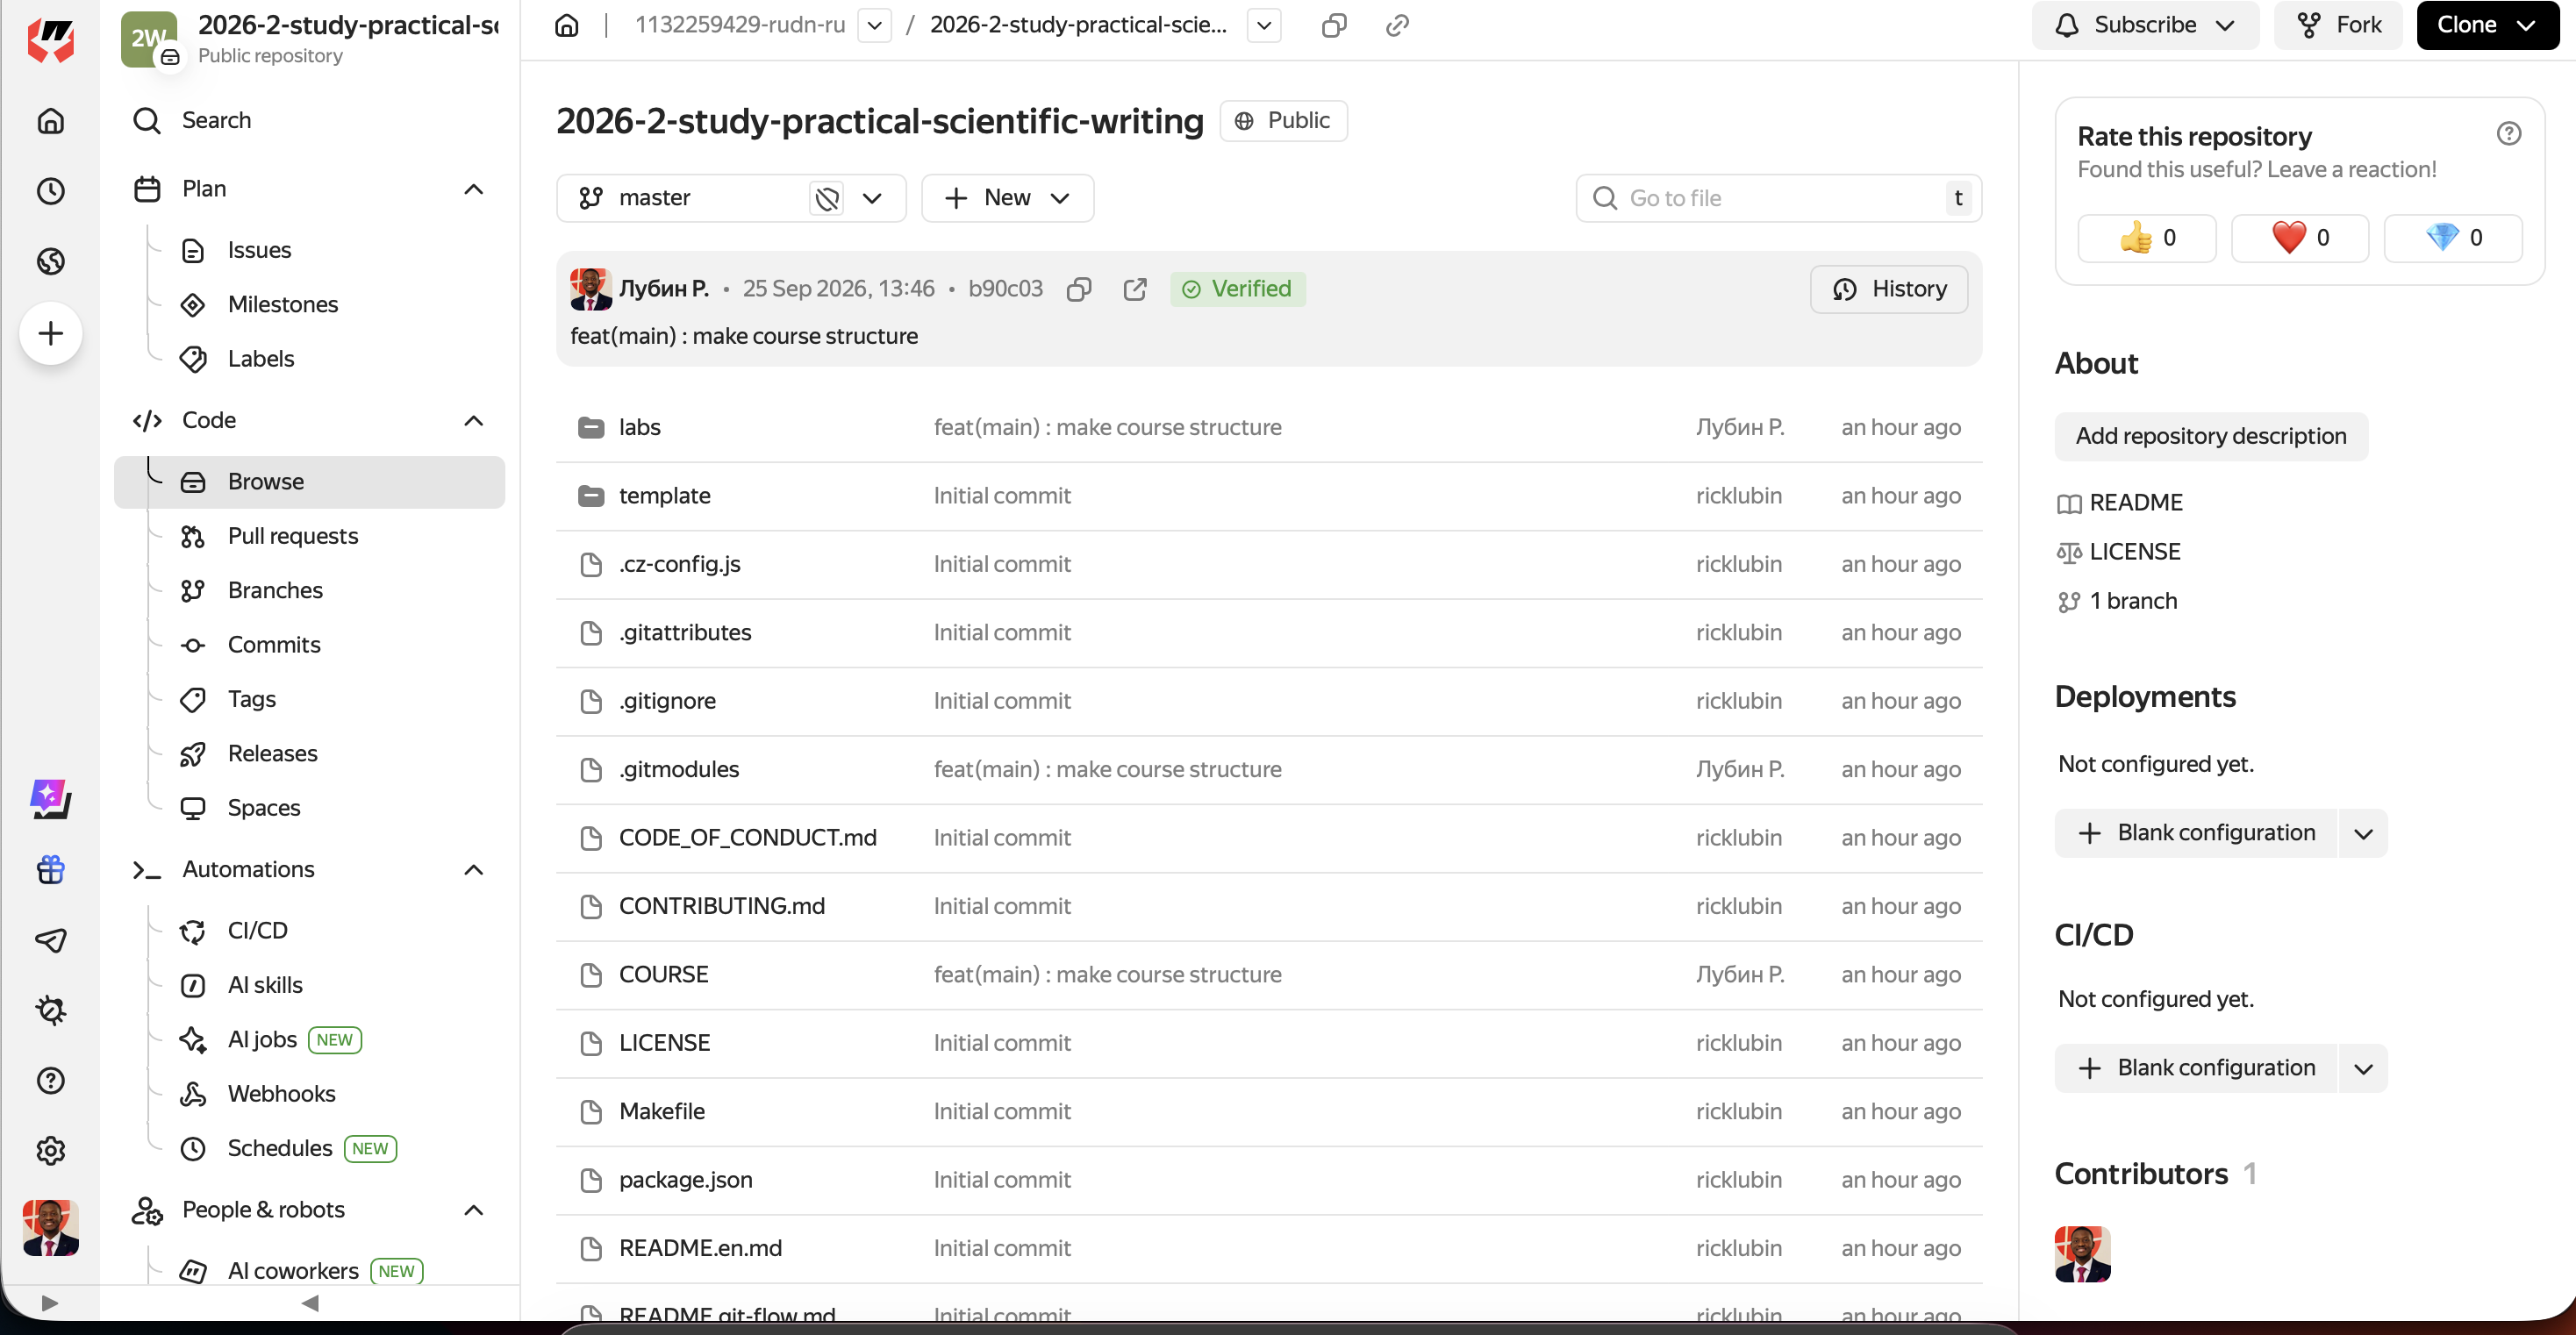 2W
2026-2-study-practical-sc
Public repository
Search
Plan
Issues
Milestones
Labels
Code
Browse
Pull requests
Branches
Commits
Tags
Releases
Spaces
Automations
CI/CD
AI skills
AI jobs NEW
Webhooks
Schedules NEW
People & robots
AI coworkers NEW
1132259429-rudn-ru / 2026-2-study-practical-scie...
Subscribe
Fork
Clone
2026-2-study-practical-scientific-writing Public
master
New
Go to file t
Лубин Р. • 25 Sep 2026, 13:46 • b90c03 Verified
History
feat(main) : make course structure
labs feat(main) : make course structure Лубин Р. an hour ago
template Initial commit ricklubin an hour ago
.cz-config.js Initial commit ricklubin an hour ago
.gitattributes Initial commit ricklubin an hour ago
.gitignore Initial commit ricklubin an hour ago
.gitmodules feat(main) : make course structure Лубин Р. an hour ago
CODE_OF_CONDUCT.md Initial commit ricklubin an hour ago
CONTRIBUTING.md Initial commit ricklubin an hour ago
COURSE feat(main) : make course structure Лубин Р. an hour ago
LICENSE Initial commit ricklubin an hour ago
Makefile Initial commit ricklubin an hour ago
package.json Initial commit ricklubin an hour ago
README.en.md Initial commit ricklubin an hour ago
README.git-flow.md Initial commit ricklubin an hour ago
Rate this repository
Found this useful? Leave a reaction!
0
0
0
About
Add repository description
README
LICENSE
1 branch
Deployments
Not configured yet.
Blank configuration
CI/CD
Not configured yet.
Blank configuration
Contributors 1